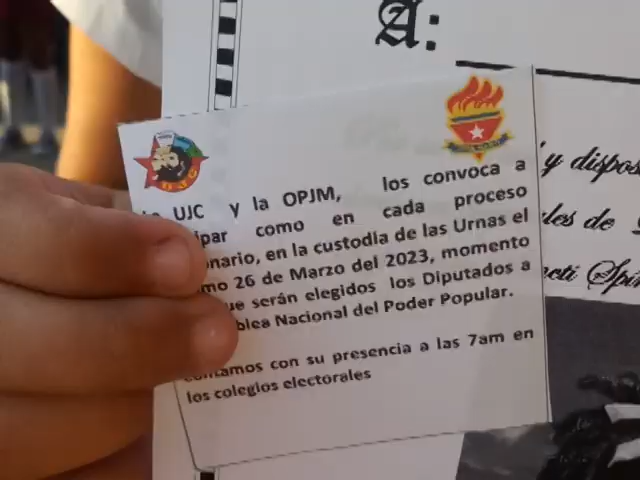 A:
UJC y la OPJM, los convoca a
como en cada proceso
en la custodia de las Urnas el
26 de Marzo del 2023, momento
serán elegidos los Diputados a
Nacional del Poder Popular.
con su presencia a las 7am en
los colegios electorales
y
de